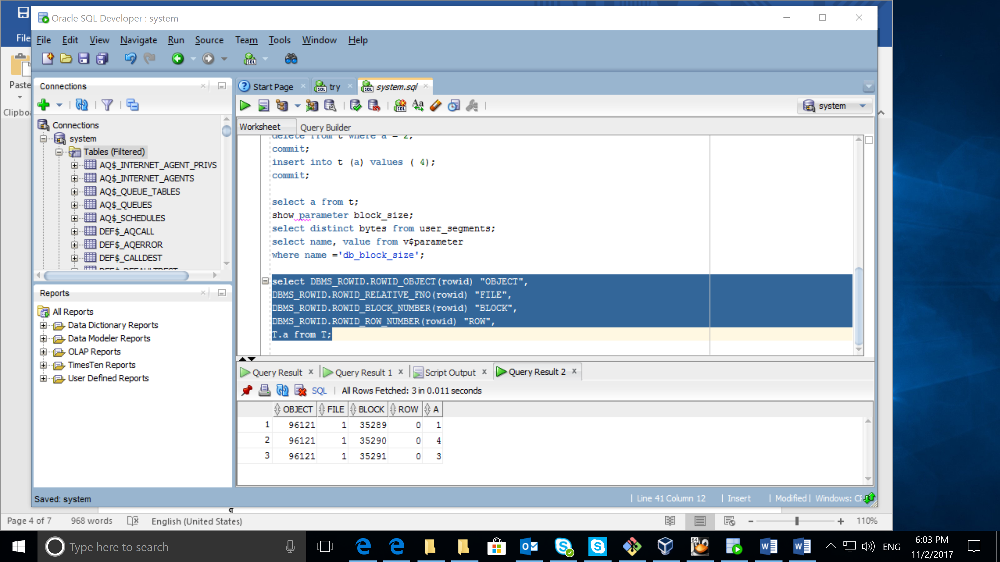 File
Paste
Oracle SQL Developer : system
File Edit View Navigate Run Source Team Tools Window Help
Connections
Start Page
try
system.sql
system
Worksheet
Query Builder
Connections
system
Tables (Filtered)
AQ$_INTERNET_AGENT_PRIVS
AQ$_INTERNET_AGENTS
AQ$_QUEUE_TABLES
AQ$_QUEUES
AQ$_SCHEDULES
DEF$_AQCALL
DEF$_AQERROR
DEF$_CALLDEST
delete from t where a = 2;
commit;
insert into t (a) values ( 4);
commit;
select a from t;
show parameter block_size;
select distinct bytes from user_segments;
select name, value from v$parameter
where name ='db_block_size';
select DBMS_ROWID.ROWID_OBJECT(rowid) "OBJECT",
DBMS_ROWID.ROWID_RELATIVE_FNO(rowid) "FILE",
DBMS_ROWID.ROWID_BLOCK_NUMBER(rowid) "BLOCK",
DBMS_ROWID.ROWID_ROW_NUMBER(rowid) "ROW",
T.a from T;
Reports
All Reports
Data Dictionary Reports
Data Modeler Reports
OLAP Reports
TimesTen Reports
User Defined Reports
Query Result
Query Result 1
Script Output
Query Result 2
SQL | All Rows Fetched: 3 in 0.011 seconds
OBJECT FILE BLOCK ROW A
1 96121 1 35289 0 1
2 96121 1 35290 0 4
3 96121 1 35291 0 3
Saved: system
| Line 41 Column 12 | Insert | Modified | Windows:
Page 4 of 7 968 words English (United States) 110%
Type here to search
64
ENG
6:03 PM
11/2/2017